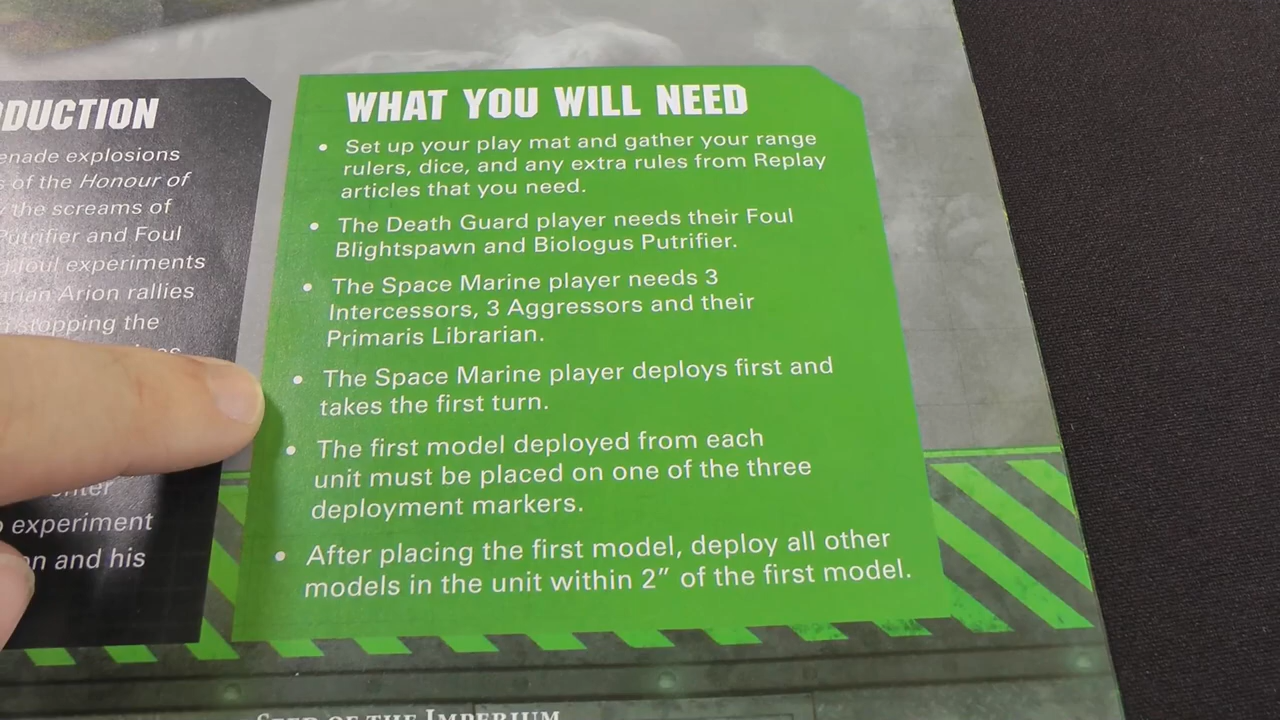 DUCTION
enade explosions
s of the Honour of
the screams of
Putrifier and Foul
foul experiments
Arion rallies
stopping the
experiment
and his
WHAT YOU WILL NEED
• Set up your play mat and gather your range
rulers, dice, and any extra rules from Replay
articles that you need.
• The Death Guard player needs their Foul
Blightspawn and Biologus Putrifier.
• The Space Marine player needs 3
Intercessors, 3 Aggressors and their
Primaris Librarian.
• The Space Marine player deploys first and
takes the first turn.
• The first model deployed from each
unit must be placed on one of the three
deployment markers.
• After placing the first model, deploy all other
models in the unit within 2″ of the first model.
SEED OF THE IMPERIUM